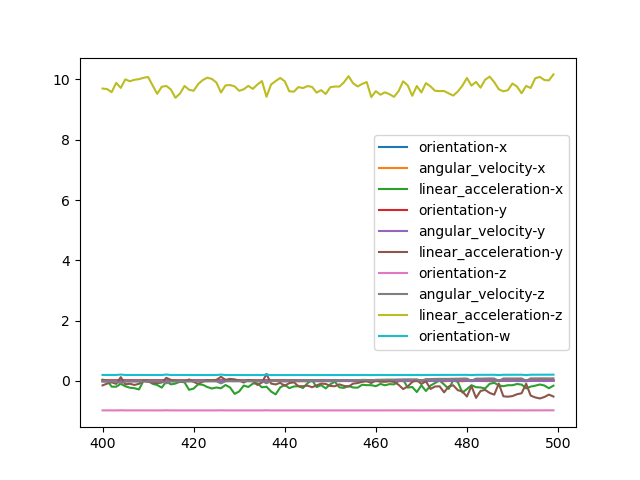 10
8
6
4
2
0
400
420
440
460
480
500
orientation-x
angular_velocity-x
linear_acceleration-x
orientation-y
angular_velocity-y
linear_acceleration-y
orientation-z
angular_velocity-z
linear_acceleration-z
orientation-w